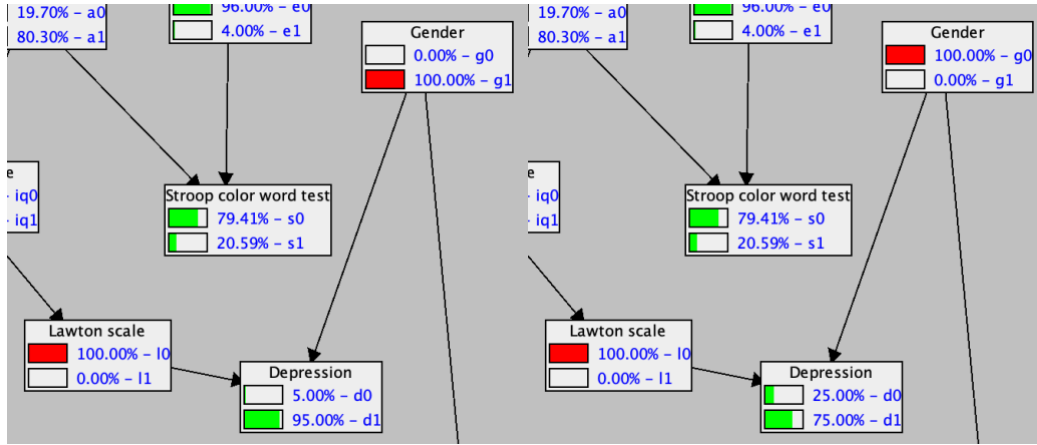 19.70% – a0
80.30% – a1
96.00% – e0
4.00% – e1
Gender
0.00% – g0
100.00% – g1
e
iq0
iq1
Stroop color word test
79.41% – s0
20.59% – s1
Lawton scale
100.00% – l0
0.00% – l1
Depression
5.00% – d0
95.00% – d1
19.70% – a0
80.30% – a1
96.00% – e0
4.00% – e1
Gender
100.00% – g0
0.00% – g1
e
iq0
iq1
Stroop color word test
79.41% – s0
20.59% – s1
Lawton scale
100.00% – l0
0.00% – l1
Depression
25.00% – d0
75.00% – d1